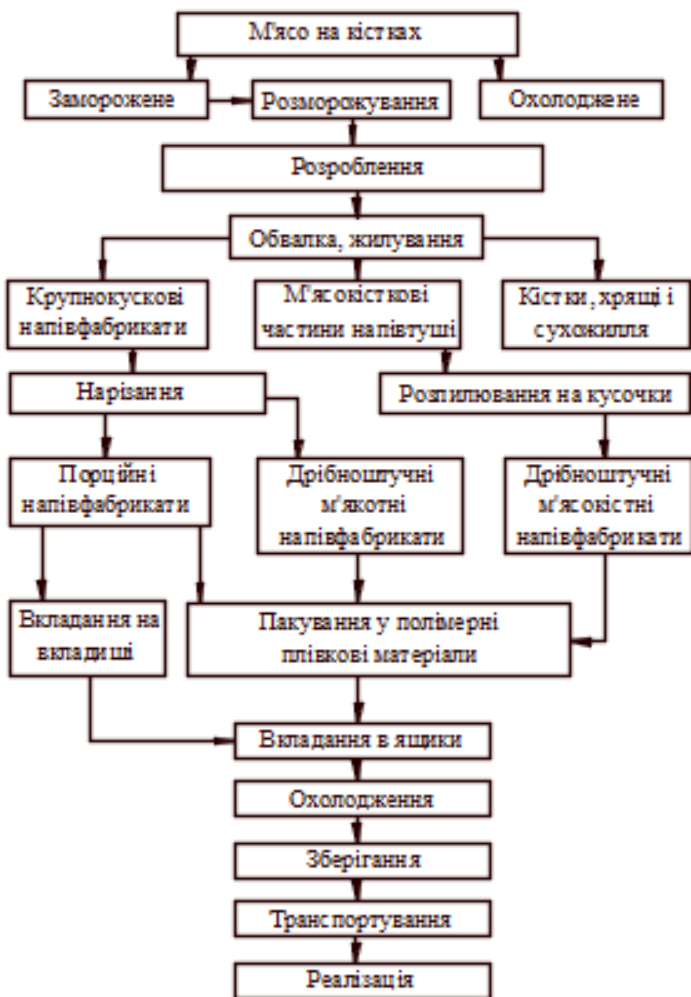 М'ясо на кістках
Заморожене
Розморожування
Охолоджене
Розроблення
Обвалка, жилування
Крупнокускові
напівфабрикати
М'ясокісткові
частини напівтуші
Кістки, хрящі і
сухожилля
Нарізання
Розпилювання на кусочки
Порційні
напівфабрикати
Дрібноштучні
м'якотні
напівфабрикати
Дрібноштучні
м'ясокістні
напівфабрикати
Вкладання на
вкладиші
Пакування у полімерні
плівкові матеріали
Вкладання в ящики
Охолодження
Зберігання
Транспортування
Реалізація